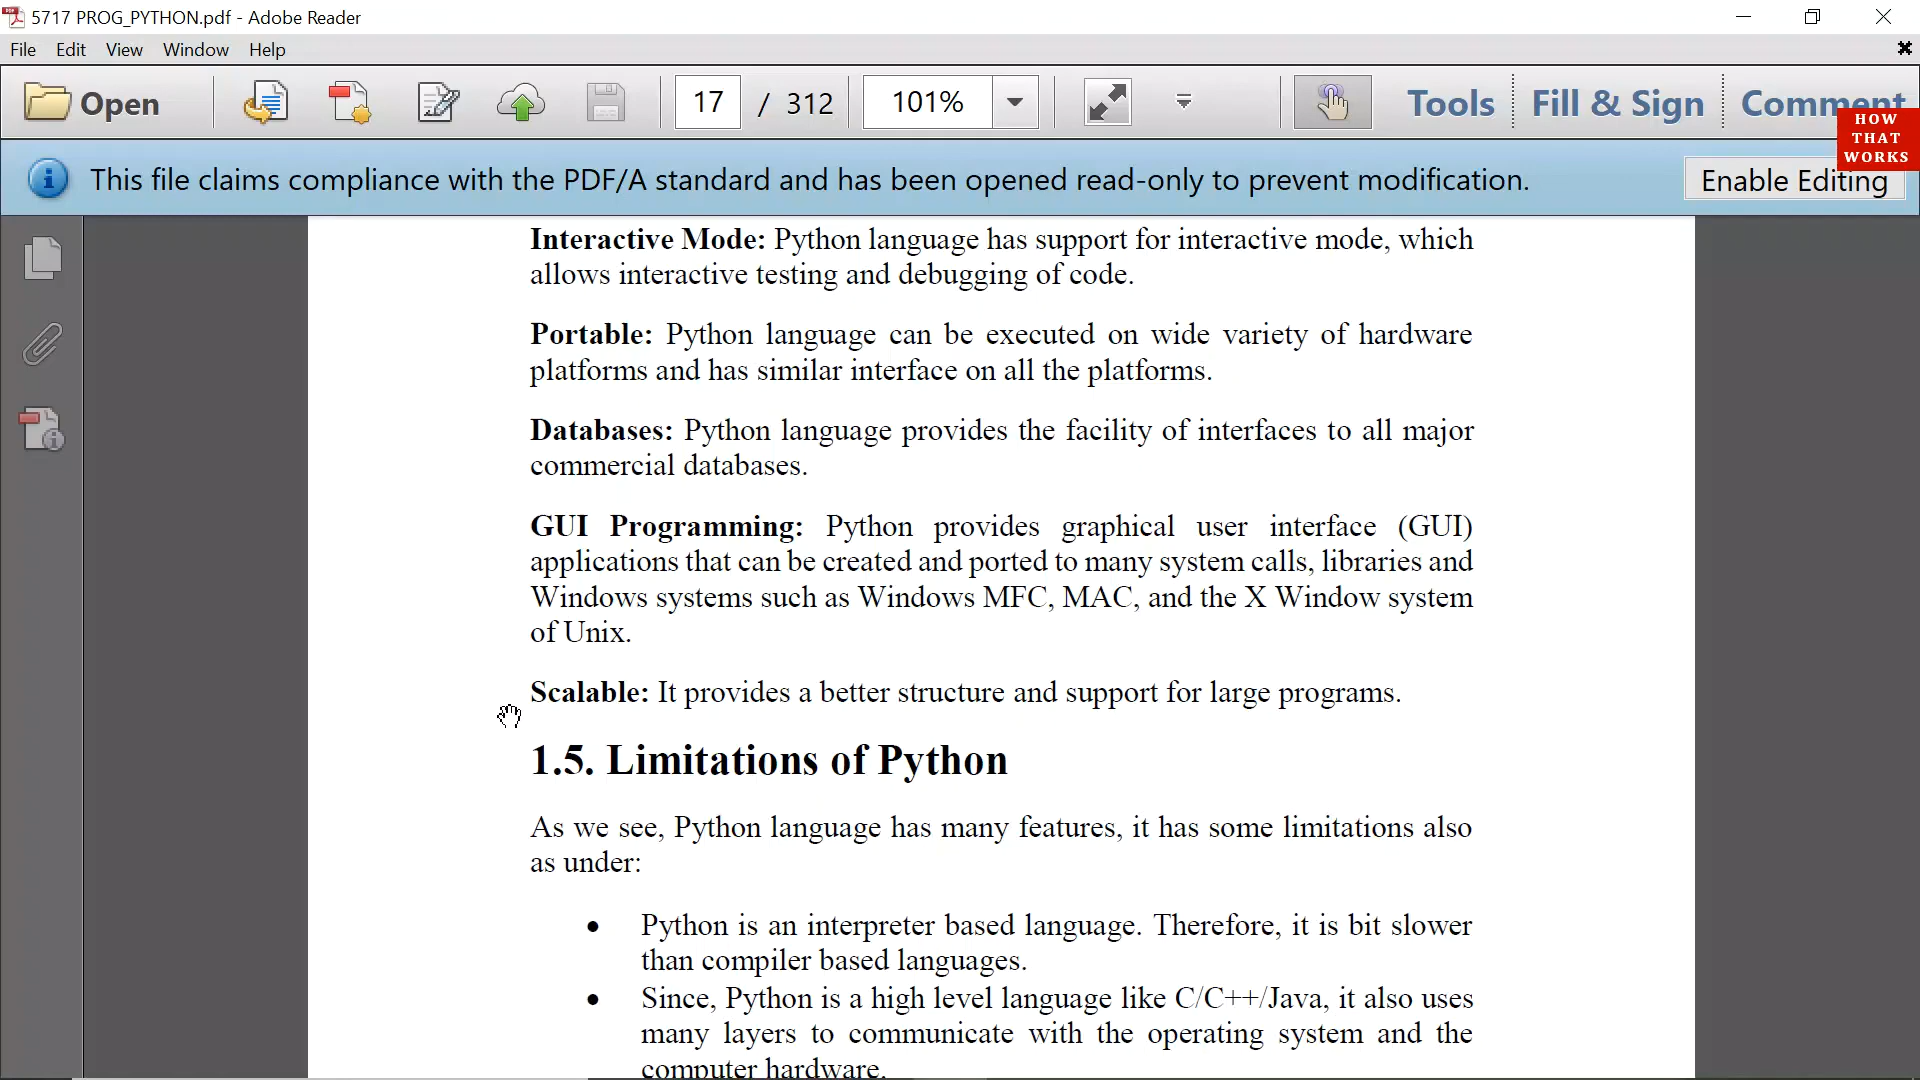 5717 PROG_PYTHON.pdf - Adobe Reader
File Edit View Window Help
Open 17 / 312 101% Tools Fill & Sign Comment
HOW
THAT
WORKS
This file claims compliance with the PDF/A standard and has been opened read-only to prevent modification. Enable Editing
Interactive Mode: Python language has support for interactive mode, which
allows interactive testing and debugging of code.
Portable: Python language can be executed on wide variety of hardware
platforms and has similar interface on all the platforms.
Databases: Python language provides the facility of interfaces to all major
commercial databases.
GUI Programming: Python provides graphical user interface (GUI)
applications that can be created and ported to many system calls, libraries and
Windows systems such as Windows MFC, MAC, and the X Window system
of Unix.
Scalable: It provides a better structure and support for large programs.
1.5. Limitations of Python
As we see, Python language has many features, it has some limitations also
as under:
• Python is an interpreter based language. Therefore, it is bit slower
than compiler based languages.
• Since, Python is a high level language like C/C++/Java, it also uses
many layers to communicate with the operating system and the
computer hardware.